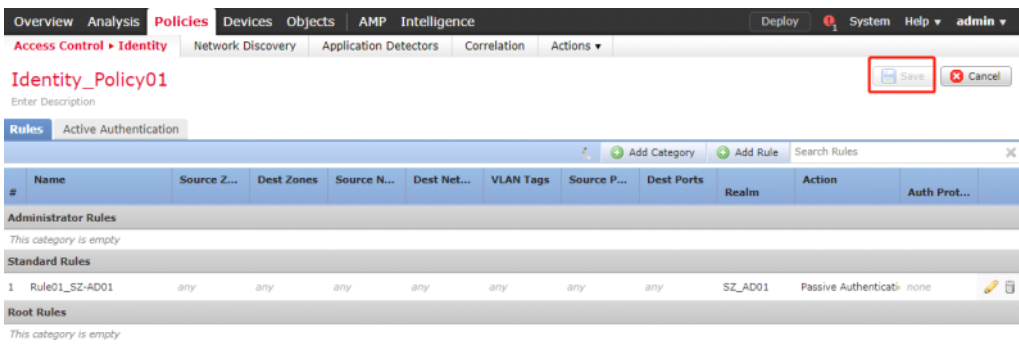 Overview Analysis Policies Devices Objects AMP Intelligence Deploy 1 System Help ▾ admin ▾
Access Control ▸ Identity Network Discovery Application Detectors Correlation Actions ▾
Identity_Policy01 Save Cancel
Enter Description
Rules Active Authentication
Add Category Add Rule Search Rules
# Name Source Z... Dest Zones Source N... Dest Net... VLAN Tags Source P... Dest Ports Realm Action Auth Prot...
Administrator Rules
This category is empty
Standard Rules
1 Rule01_SZ-AD01 any any any any any any any SZ_AD01 Passive Authenticati none
Root Rules
This category is empty